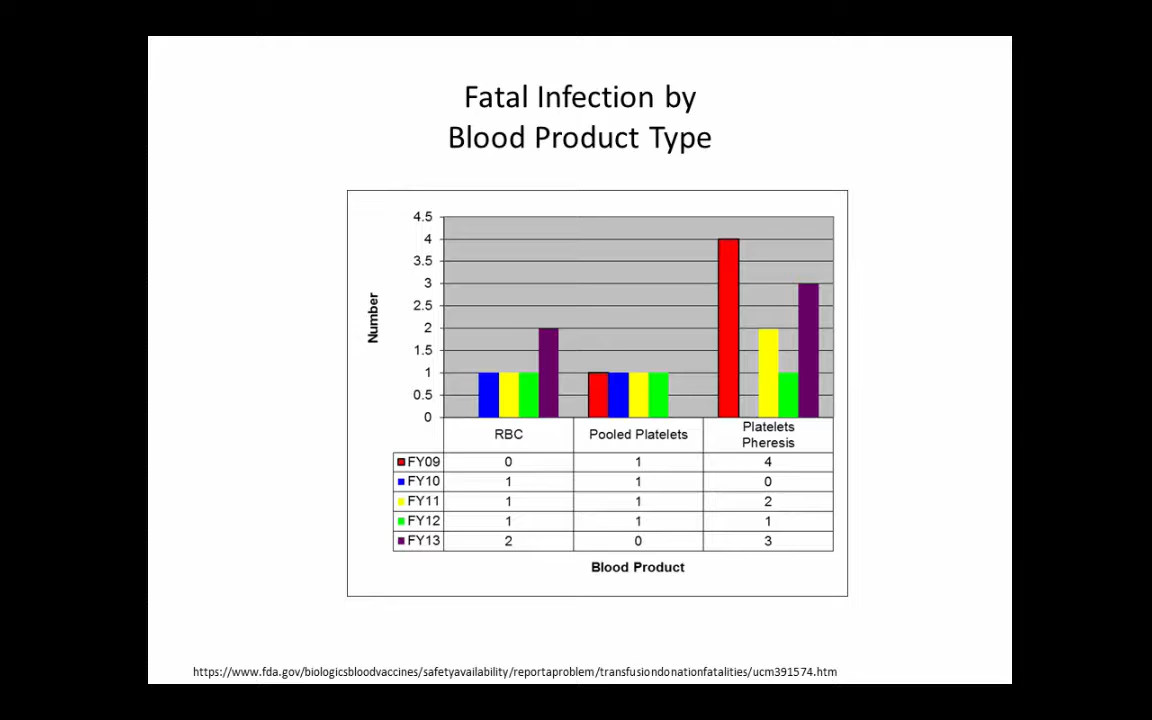 Fatal Infection by
Blood Product Type
4.5
4
3.5
3
2.5
2
1.5
1
0.5
0
Number
RBC Pooled Platelets Platelets Pheresis
FY09 0 1 4
FY10 1 1 0
FY11 1 1 2
FY12 1 1 1
FY13 2 0 3
Blood Product
https://www.fda.gov/biologicsbloodvaccines/safetyavailability/reportaproblem/transfusiondonationfatalities/ucm391574.htm